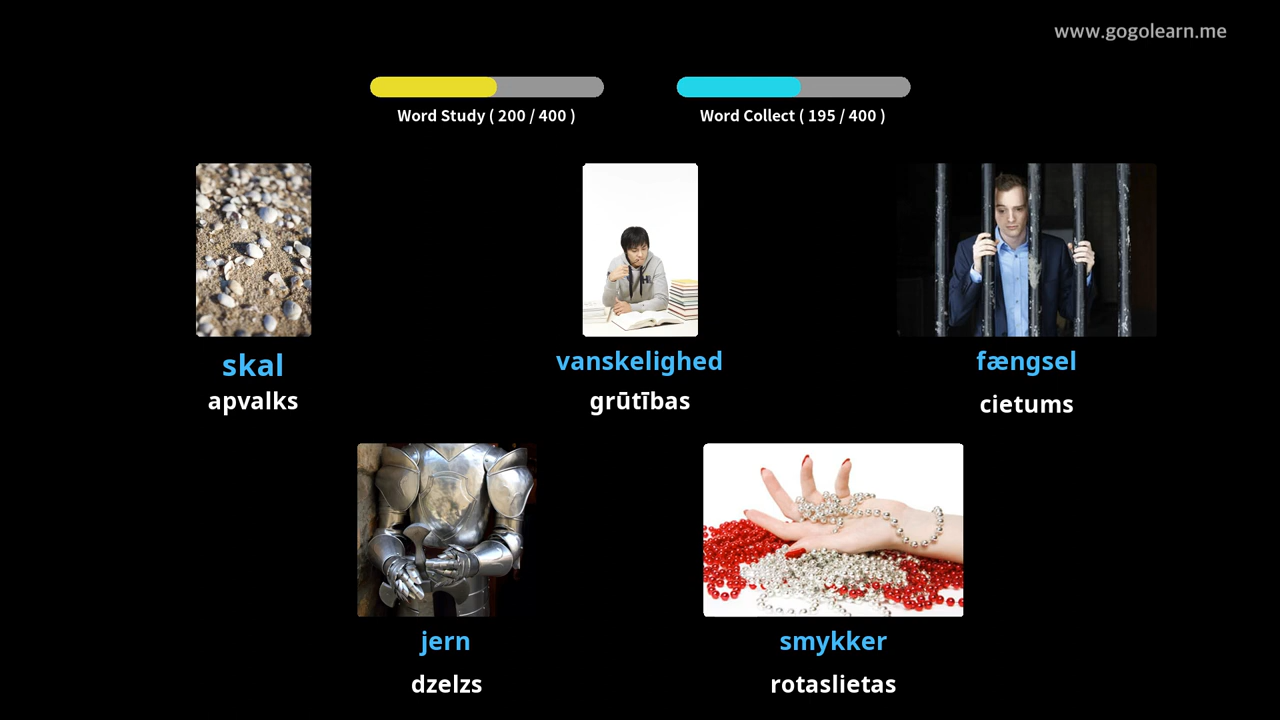 www.gogolearn.me
Word Study ( 200 / 400 )
Word Collect ( 195 / 400 )
skal
apvalks
vanskelighed
grūtības
fængsel
cietums
jern
dzelzs
smykker
rotaslietas